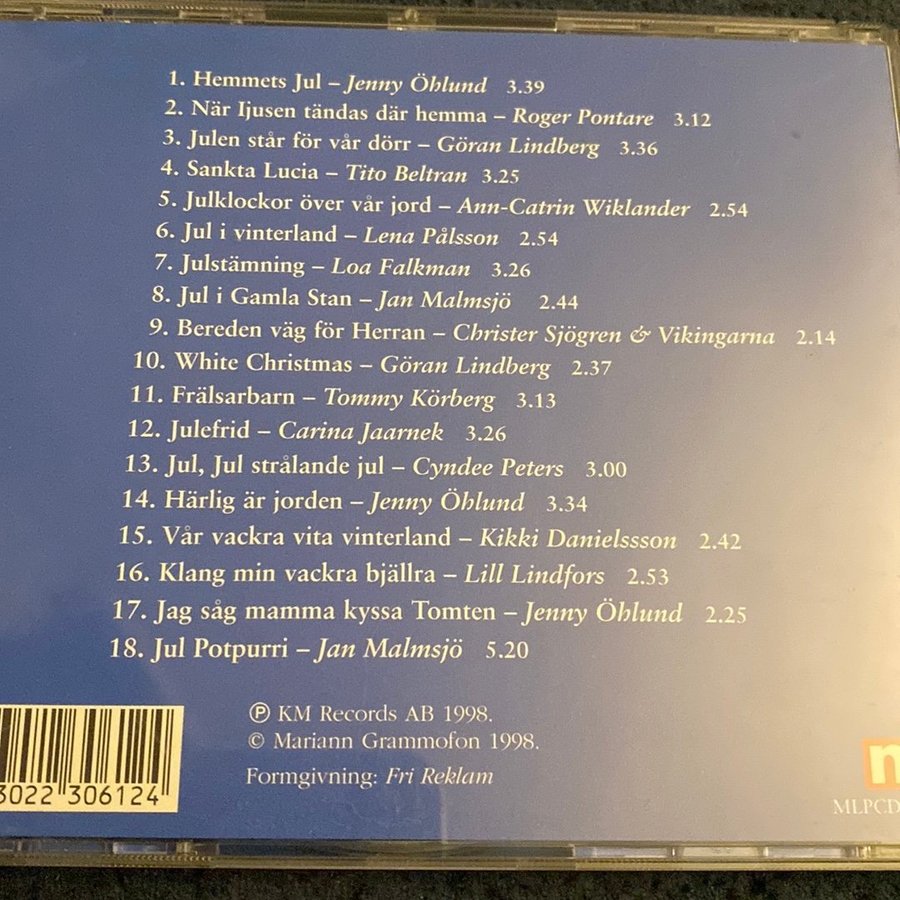 1. Hemmets Jul – Jenny Öhlund 3.39
2. När ljusen tändas där hemma – Roger Pontare 3.12
3. Julen står för vår dörr – Göran Lindberg 3.36
4. Sankta Lucia – Tito Beltran 3.25
5. Julklockor över vår jord – Ann-Catrin Wiklander 2.54
6. Jul i vinterland – Lena Pålsson 2.54
7. Julstämning – Loa Falkman 3.26
8. Jul i Gamla Stan – Jan Malmsjö 2.44
9. Bereden väg för Herran – Christer Sjögren & Vikingarna 2.14
10. White Christmas – Göran Lindberg 2.37
11. Frälsarbarn – Tommy Körberg 3.13
12. Julefrid – Carina Jaarnek 3.26
13. Jul, Jul strålande jul – Cyndee Peters 3.00
14. Härlig är jorden – Jenny Öhlund 3.34
15. Vår vackra vita vinterland – Kikki Danielssson 2.42
16. Klang min vackra bjällra – Lill Lindfors 2.53
17. Jag såg mamma kyssa Tomten – Jenny Öhlund 2.25
18. Jul Potpurri – Jan Malmsjö 5.20
℗ KM Records AB 1998.
© Mariann Grammofon 1998.
Formgivning: Fri Reklam
3022 306124
MLPCD